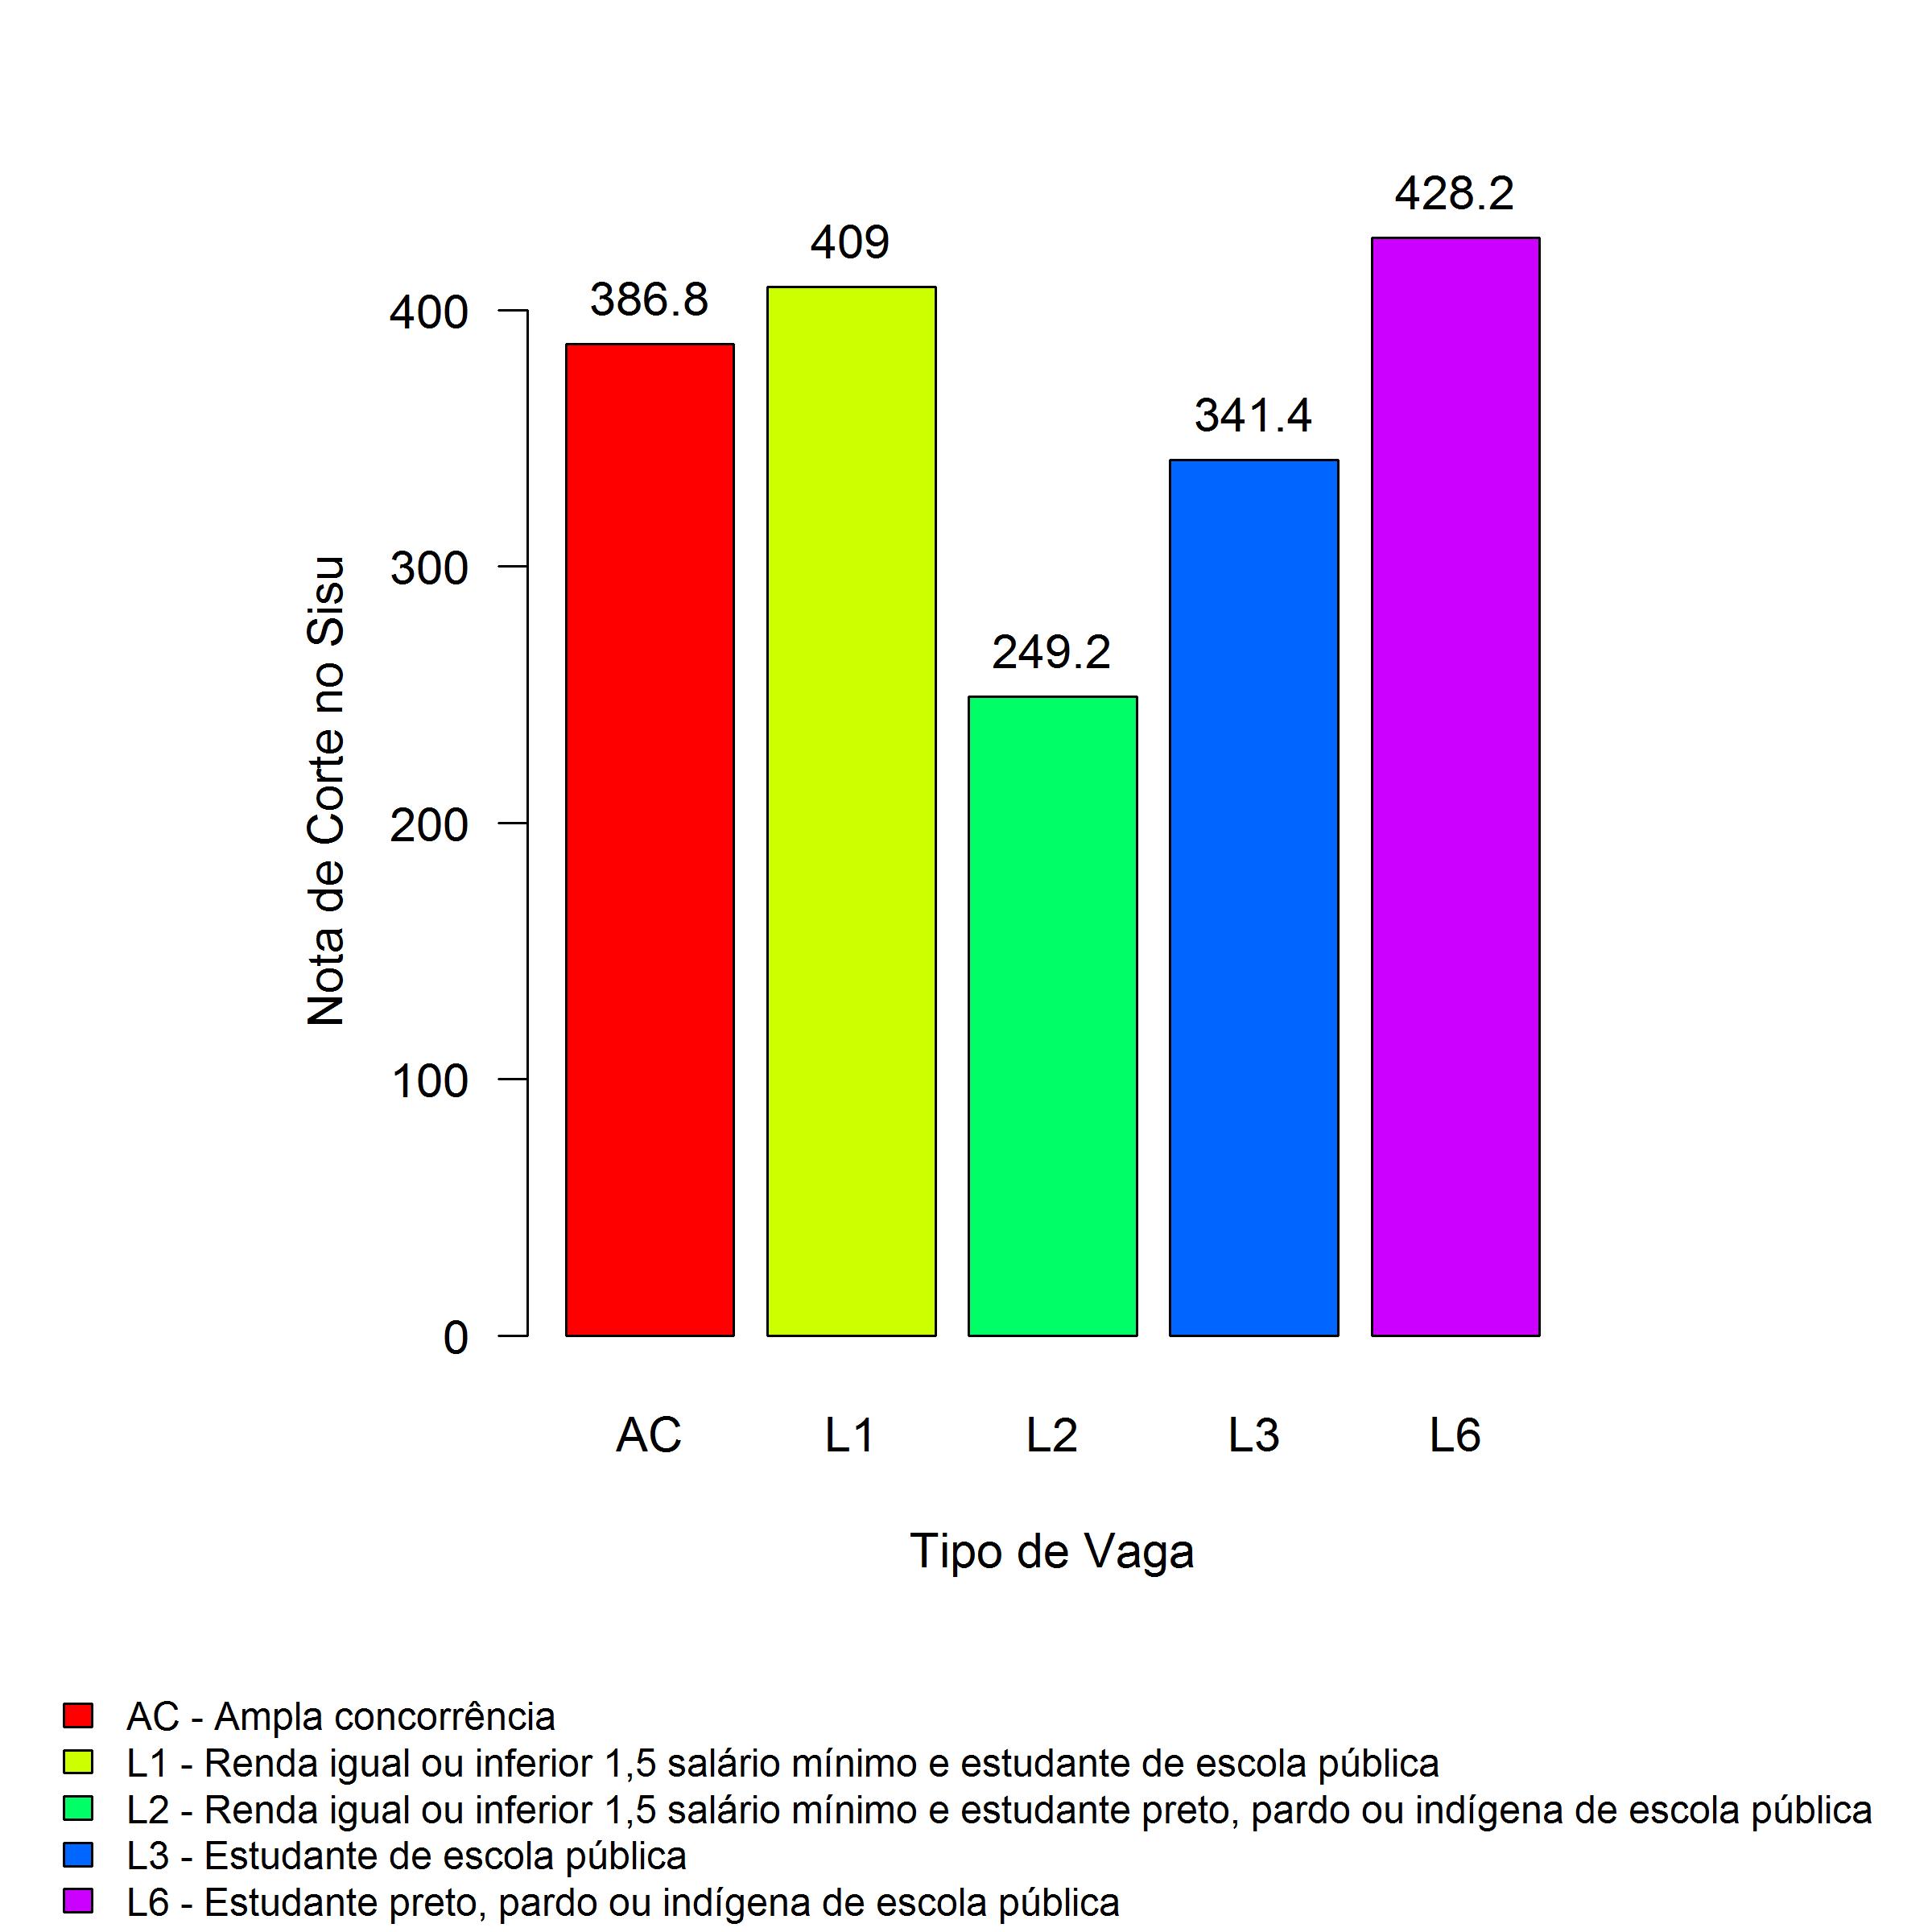 428.2
409
386.8
400
341.4
300
249.2
200
100
0
Nota de Corte no Sisu
AC L1 L2 L3 L6
Tipo de Vaga
AC - Ampla concorrência
L1 - Renda igual ou inferior 1,5 salário mínimo e estudante de escola pública
L2 - Renda igual ou inferior 1,5 salário mínimo e estudante preto, pardo ou indígena de escola pública
L3 - Estudante de escola pública
L6 - Estudante preto, pardo ou indígena de escola pública